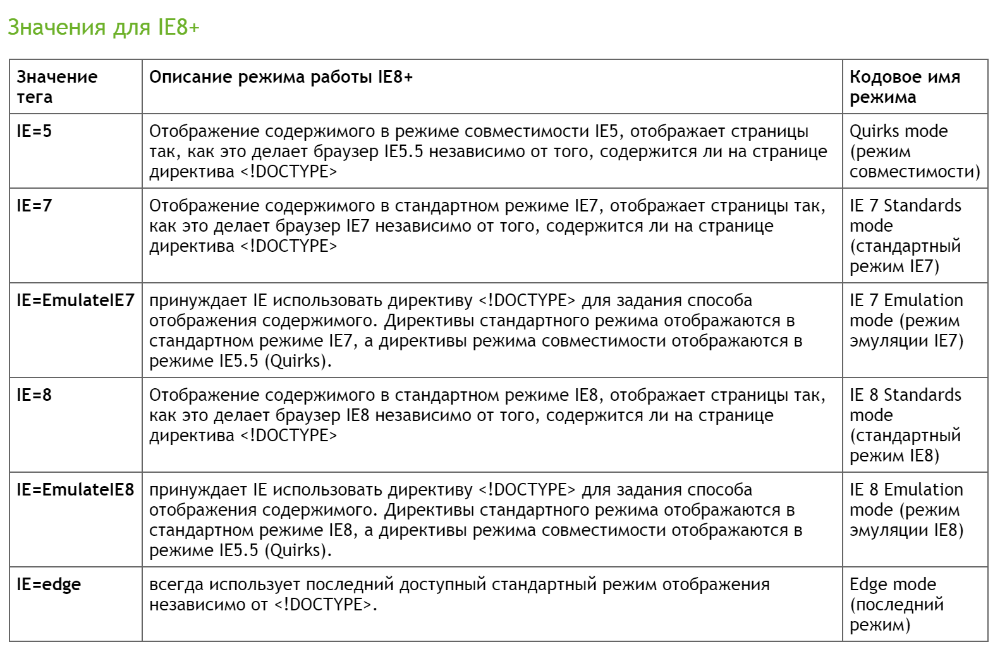 Значения для IE8+
Значение
тега
Описание режима работы IE8+
Кодовое имя
режима
IE=5
Отображение содержимого в режиме совместимости IE5, отображает страницы
так, как это делает браузер IE5.5 независимо от того, содержится ли на странице
директива <!DOCTYPE>
Quirks mode
(режим
совместимости)
IE=7
Отображение содержимого в стандартном режиме IE7, отображает страницы так,
как это делает браузер IE7 независимо от того, содержится ли на странице
директива <!DOCTYPE>
IE 7 Standards
mode
(стандартный
режим IE7)
IE=EmulateIE7
принуждает IE использовать директиву <!DOCTYPE> для задания способа
отображения содержимого. Директивы стандартного режима отображаются в
стандартном режиме IE7, а директивы режима совместимости отображаются в
режиме IE5.5 (Quirks).
IE 7 Emulation
mode (режим
эмуляции IE7)
IE=8
Отображение содержимого в стандартном режиме IE8, отображает страницы так,
как это делает браузер IE8 независимо от того, содержится ли на странице
директива <!DOCTYPE>
IE 8 Standards
mode
(стандартный
режим IE8)
IE=EmulateIE8
принуждает IE использовать директиву <!DOCTYPE> для задания способа
отображения содержимого. Директивы стандартного режима отображаются в
стандартном режиме IE8, а директивы режима совместимости отображаются в
режиме IE5.5 (Quirks).
IE 8 Emulation
mode (режим
эмуляции IE8)
IE=edge
всегда использует последний доступный стандартный режим отображения
независимо от <!DOCTYPE>.
Edge mode
(последний
режим)